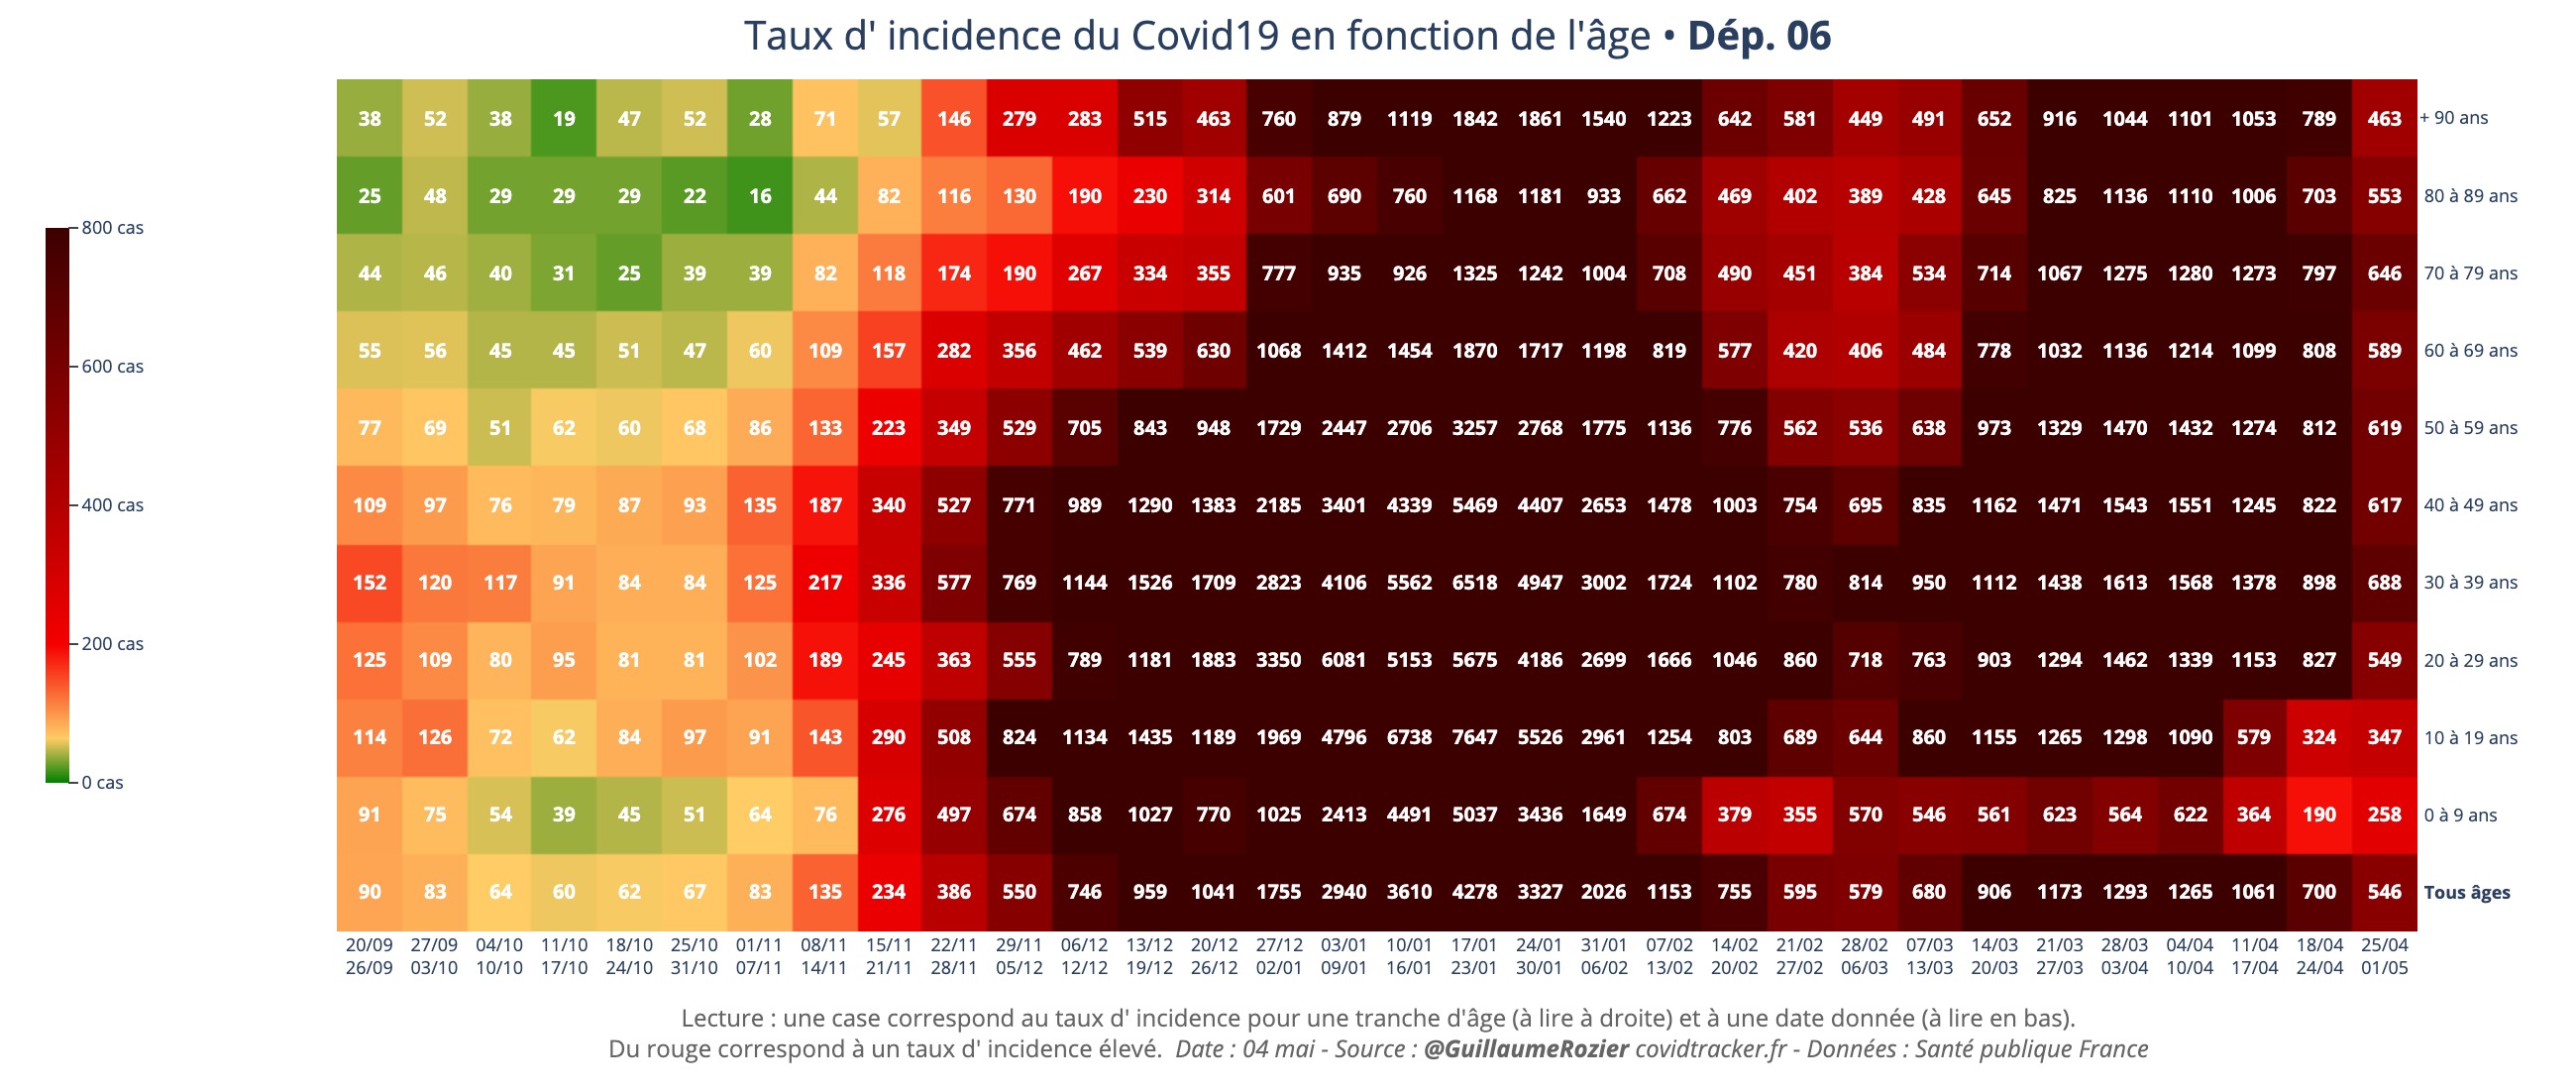 Taux d' incidence du Covid19 en fonction de l'âge • Dép. 06
38 52 38 19 47 52 28 71 57 146 279 283 515 463 760 879 1119 1842 1861 1540 1223 642 581 449 491 652 916 1044 1101 1053 789 463 + 90 ans
25 48 29 29 29 22 16 44 82 116 130 190 230 314 601 690 760 1168 1181 933 662 469 402 389 428 645 825 1136 1110 1006 703 553 80 à 89 ans
800 cas
44 46 40 31 25 39 39 82 118 174 190 267 334 355 777 935 926 1325 1242 1004 708 490 451 384 534 714 1067 1275 1280 1273 797 646 70 à 79 ans
55 56 45 45 51 47 60 109 157 282 356 462 539 630 1068 1412 1454 1870 1717 1198 819 577 420 406 484 778 1032 1136 1214 1099 808 589 60 à 69 ans
600 cas
77 69 51 62 60 68 86 133 223 349 529 705 843 948 1729 2447 2706 3257 2768 1775 1136 776 562 536 638 973 1329 1470 1432 1274 812 619 50 à 59 ans
400 cas
109 97 76 79 87 93 135 187 340 527 771 989 1290 1383 2185 3401 4339 5469 4407 2653 1478 1003 754 695 835 1162 1471 1543 1551 1245 822 617 40 à 49 ans
152 120 117 91 84 84 125 217 336 577 769 1144 1526 1709 2823 4106 5562 6518 4947 3002 1724 1102 780 814 950 1112 1438 1613 1568 1378 898 688 30 à 39 ans
200 cas
125 109 80 95 81 81 102 189 245 363 555 789 1181 1883 3350 6081 5153 5675 4186 2699 1666 1046 860 718 763 903 1294 1462 1339 1153 827 549 20 à 29 ans
114 126 72 62 84 97 91 143 290 508 824 1134 1435 1189 1969 4796 6738 7647 5526 2961 1254 803 689 644 860 1155 1265 1298 1090 579 324 347 10 à 19 ans
0 cas
91 75 54 39 45 51 64 76 276 497 674 858 1027 770 1025 2413 4491 5037 3436 1649 674 379 355 570 546 561 623 564 622 364 190 258 0 à 9 ans
90 83 64 60 62 67 83 135 234 386 550 746 959 1041 1755 2940 3610 4278 3327 2026 1153 755 595 579 680 906 1173 1293 1265 1061 700 546 Tous âges
20/09 27/09 04/10 11/10 18/10 25/10 01/11 08/11 15/11 22/11 29/11 06/12 13/12 20/12 27/12 03/01 10/01 17/01 24/01 31/01 07/02 14/02 21/02 28/02 07/03 14/03 21/03 28/03 04/04 11/04 18/04 25/04
26/09 03/10 10/10 17/10 24/10 31/10 07/11 14/11 21/11 28/11 05/12 12/12 19/12 26/12 02/01 09/01 16/01 23/01 30/01 06/02 13/02 20/02 27/02 06/03 13/03 20/03 27/03 03/04 10/04 17/04 24/04 01/05
Lecture : une case correspond au taux d' incidence pour une tranche d'âge (à lire à droite) et à une date donnée (à lire en bas).
Du rouge correspond à un taux d' incidence élevé. Date : 04 mai - Source : @GuillaumeRozier covidtracker.fr - Données : Santé publique France